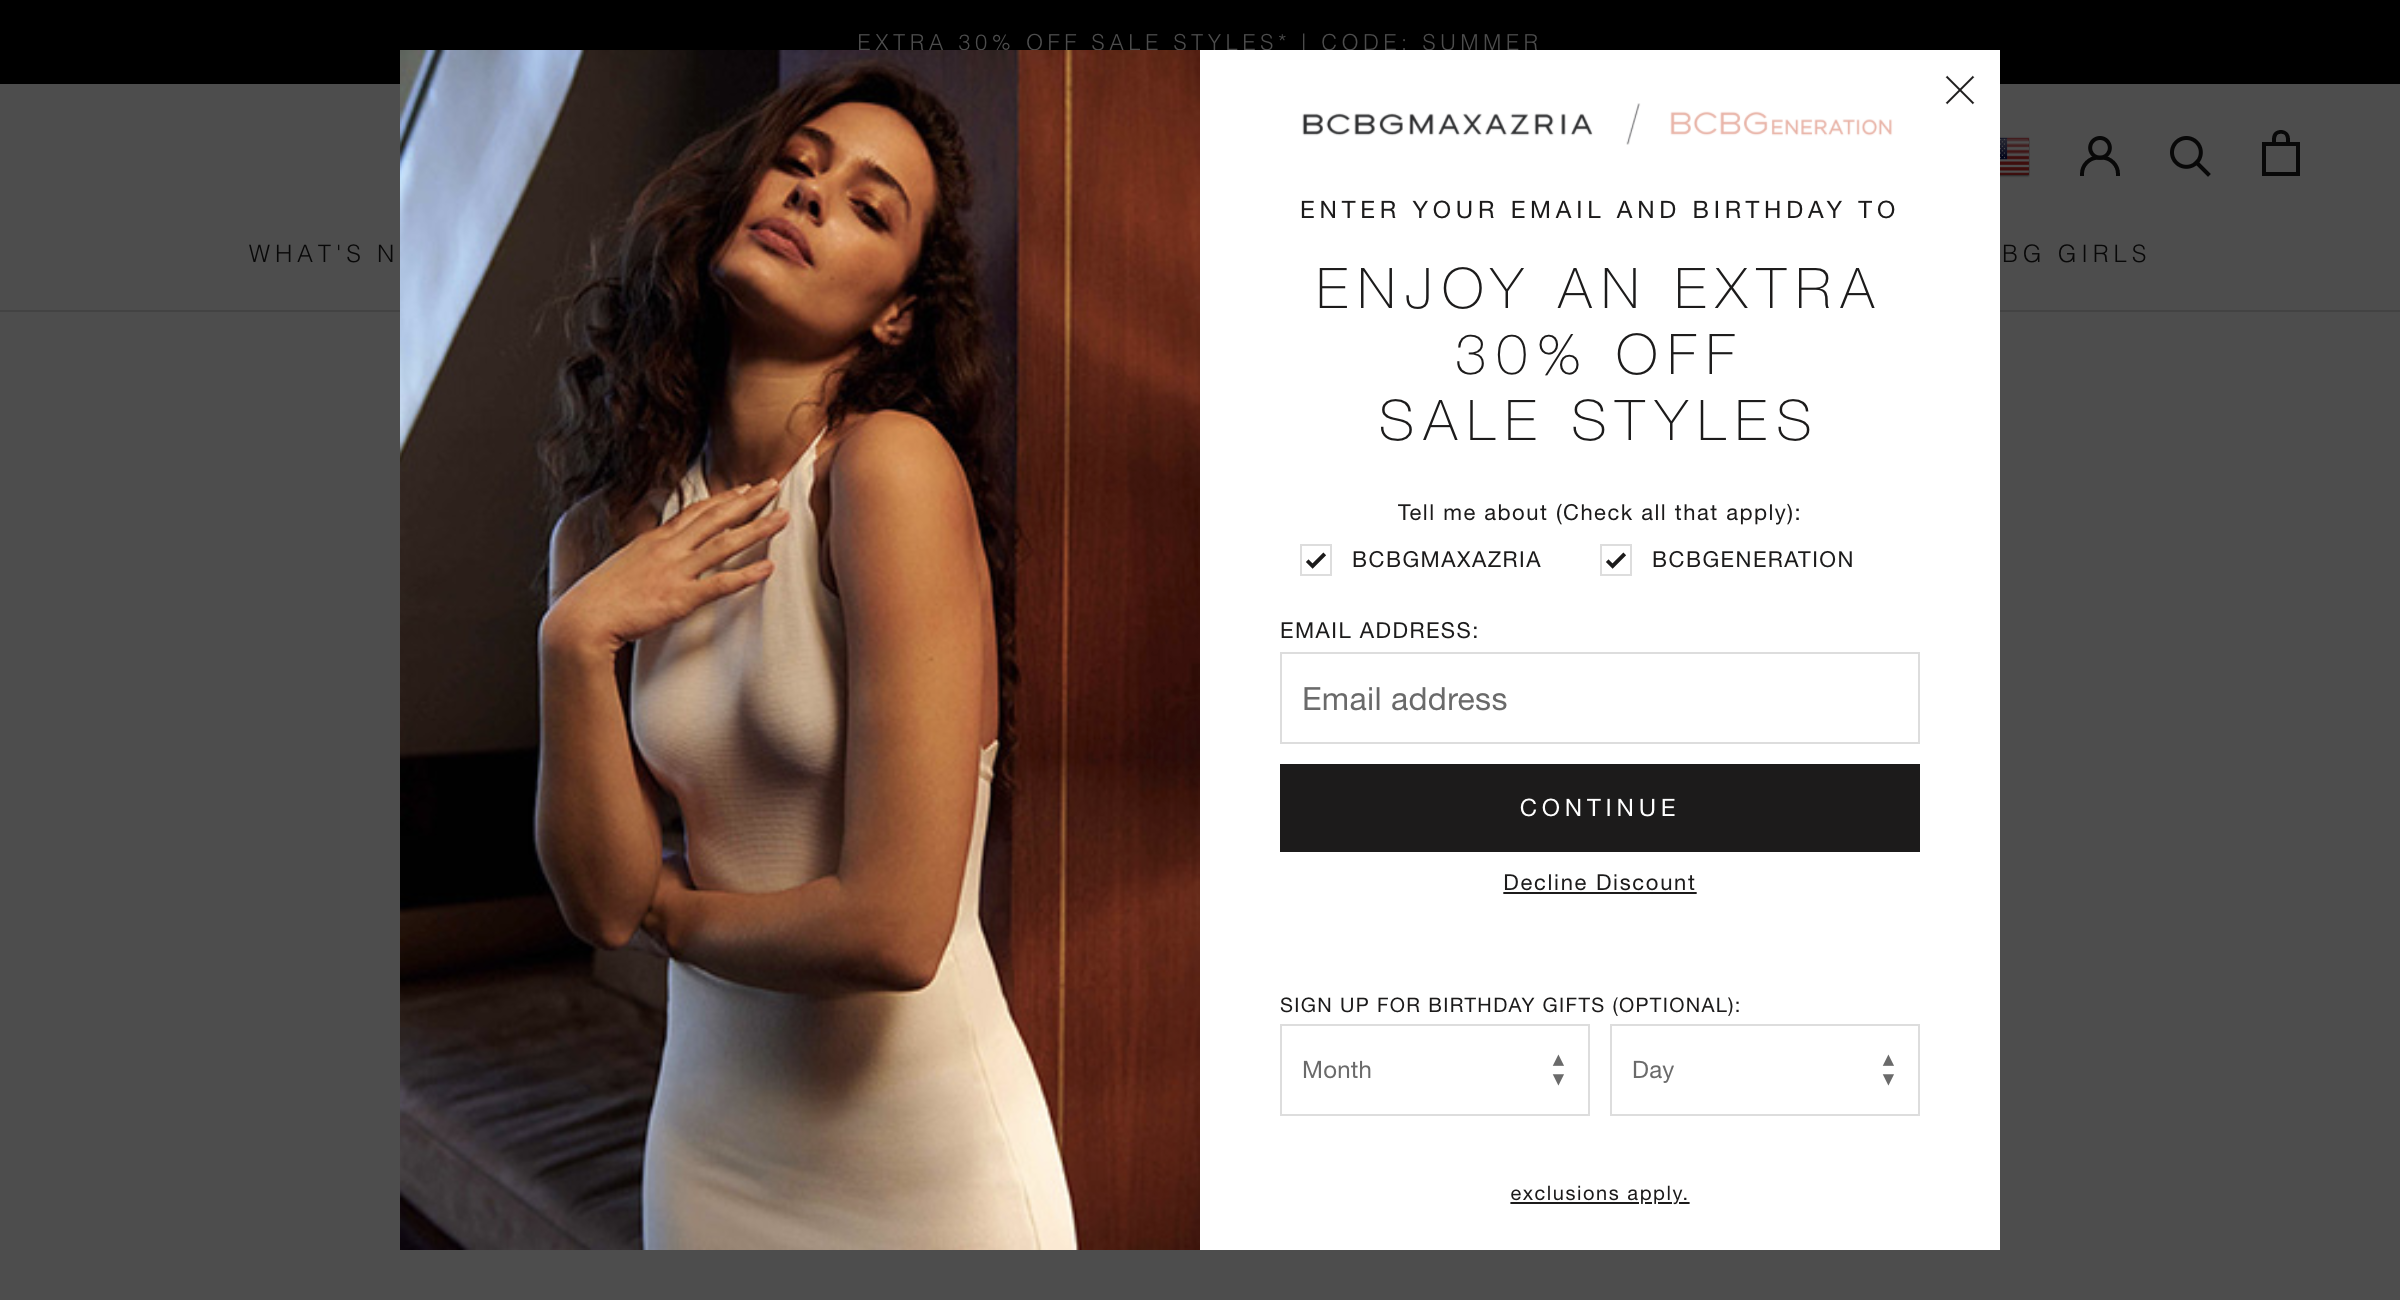 EXTRA 30% OFF SALE STYLES* | CODE: SUMMER
WHAT'S N
BG GIRLS
BCBGMAXAZRIA / BCBGENERATION
ENTER YOUR EMAIL AND BIRTHDAY TO
ENJOY AN EXTRA
30% OFF
SALE STYLES
Tell me about (Check all that apply):
BCBGMAXAZRIA BCBGENERATION
EMAIL ADDRESS:
Email address
CONTINUE
Decline Discount
SIGN UP FOR BIRTHDAY GIFTS (OPTIONAL):
Month Day
exclusions apply.